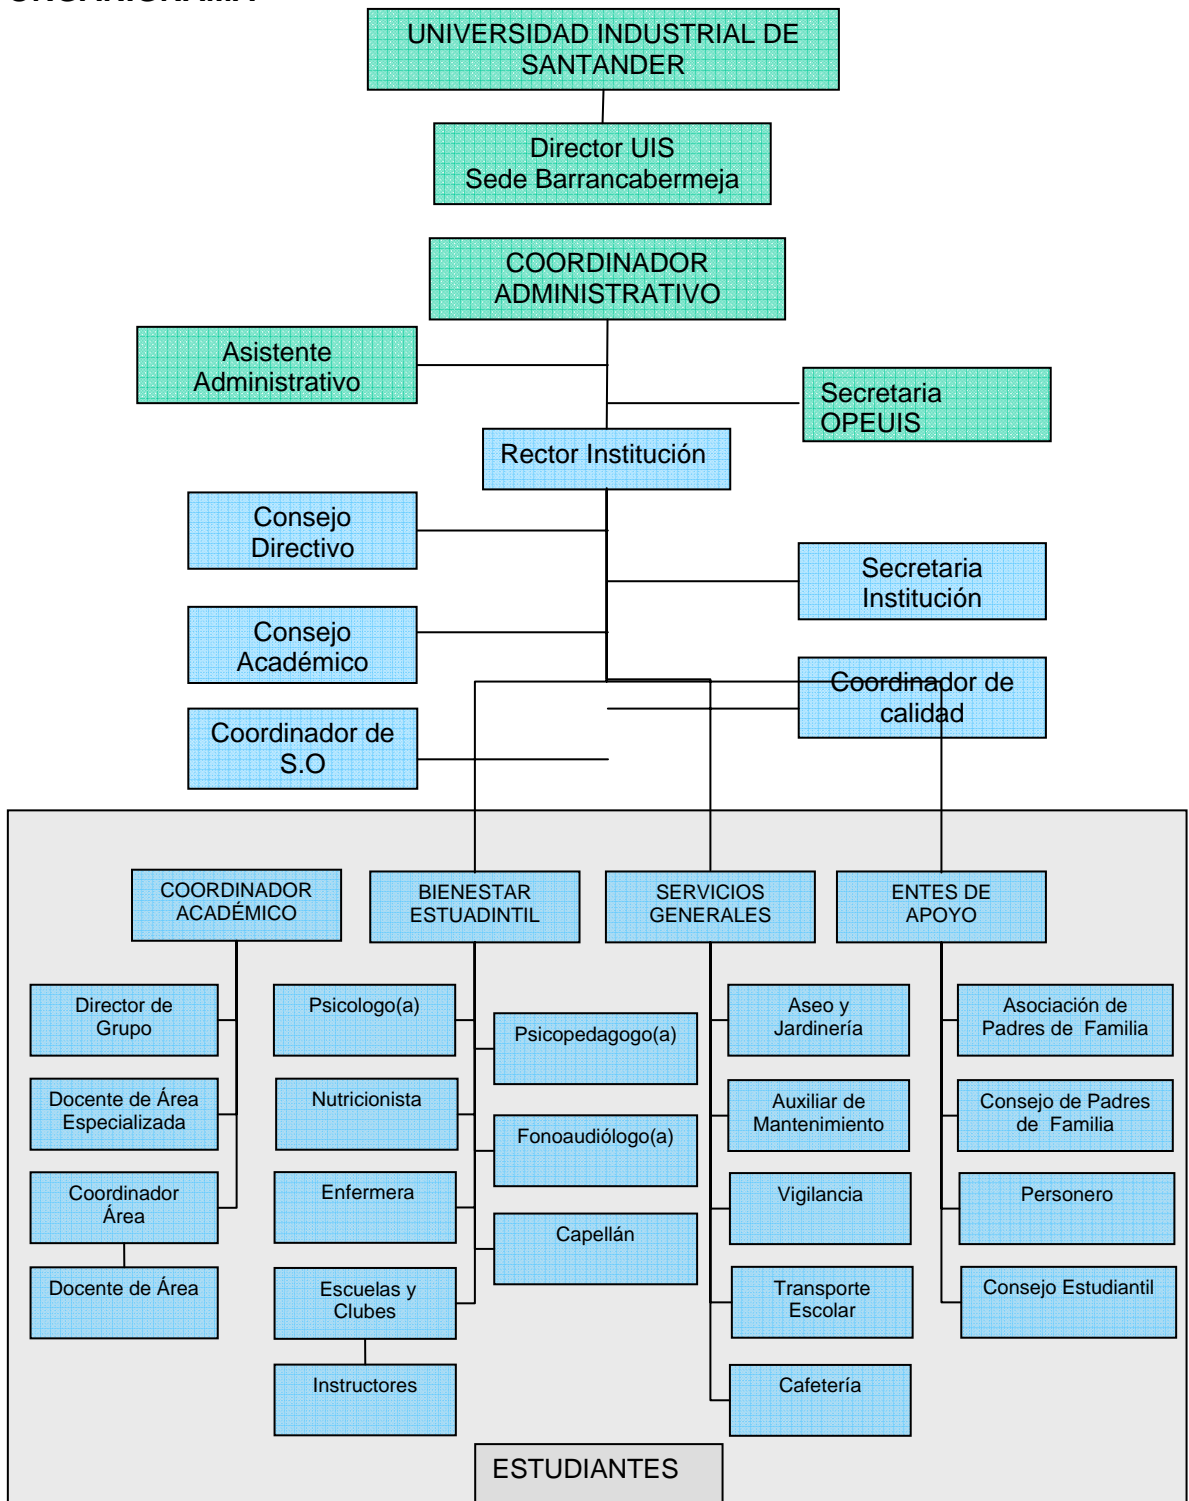 UNIVERSIDAD INDUSTRIAL DE
SANTANDER
Director UIS
Sede Barrancabermeja
COORDINADOR
ADMINISTRATIVO
Asistente
Administrativo
Secretaria
OPEUIS
Rector Institución
Consejo
Directivo
Secretaria
Institución
Consejo
Académico
Coordinador de
calidad
Coordinador de
S.O
COORDINADOR
ACADÉMICO
BIENESTAR
ESTUADINTIL
SERVICIOS
GENERALES
ENTES DE
APOYO
Director de
Grupo
Docente de Área
Especializada
Coordinador
Área
Docente de Área
Psicologo(a)
Psicopedagogo(a)
Nutricionista
Fonoaudiólogo(a)
Enfermera
Capellán
Escuelas y
Clubes
Instructores
Aseo y
Jardinería
Auxiliar de
Mantenimiento
Vigilancia
Transporte
Escolar
Cafetería
Asociación de
Padres de Familia
Consejo de Padres
de Familia
Personero
Consejo Estudiantil
ESTUDIANTES